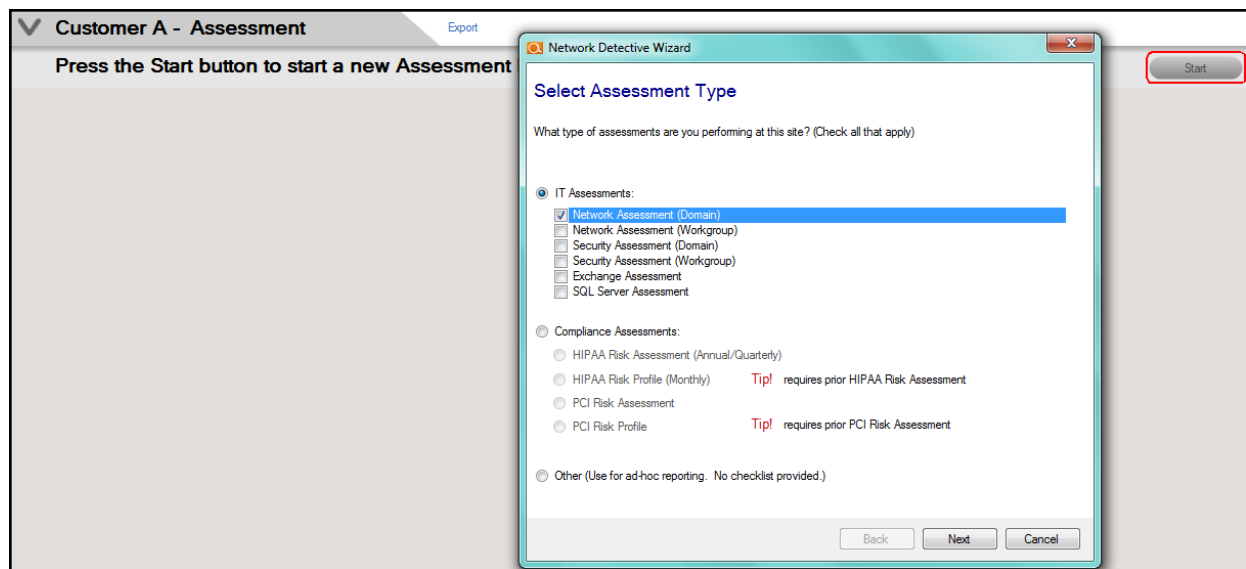 Customer A - Assessment
Export
Press the Start button to start a new Assessment
Start
Network Detective Wizard
Select Assessment Type
What type of assessments are you performing at this site? (Check all that apply)
IT Assessments:
Network Assessment (Domain)
Network Assessment (Workgroup)
Security Assessment (Domain)
Security Assessment (Workgroup)
Exchange Assessment
SQL Server Assessment
Compliance Assessments:
HIPAA Risk Assessment (Annual/Quarterly)
HIPAA Risk Profile (Monthly) Tip! requires prior HIPAA Risk Assessment
PCI Risk Assessment
PCI Risk Profile Tip! requires prior PCI Risk Assessment
Other (Use for ad-hoc reporting. No checklist provided.)
Back Next Cancel